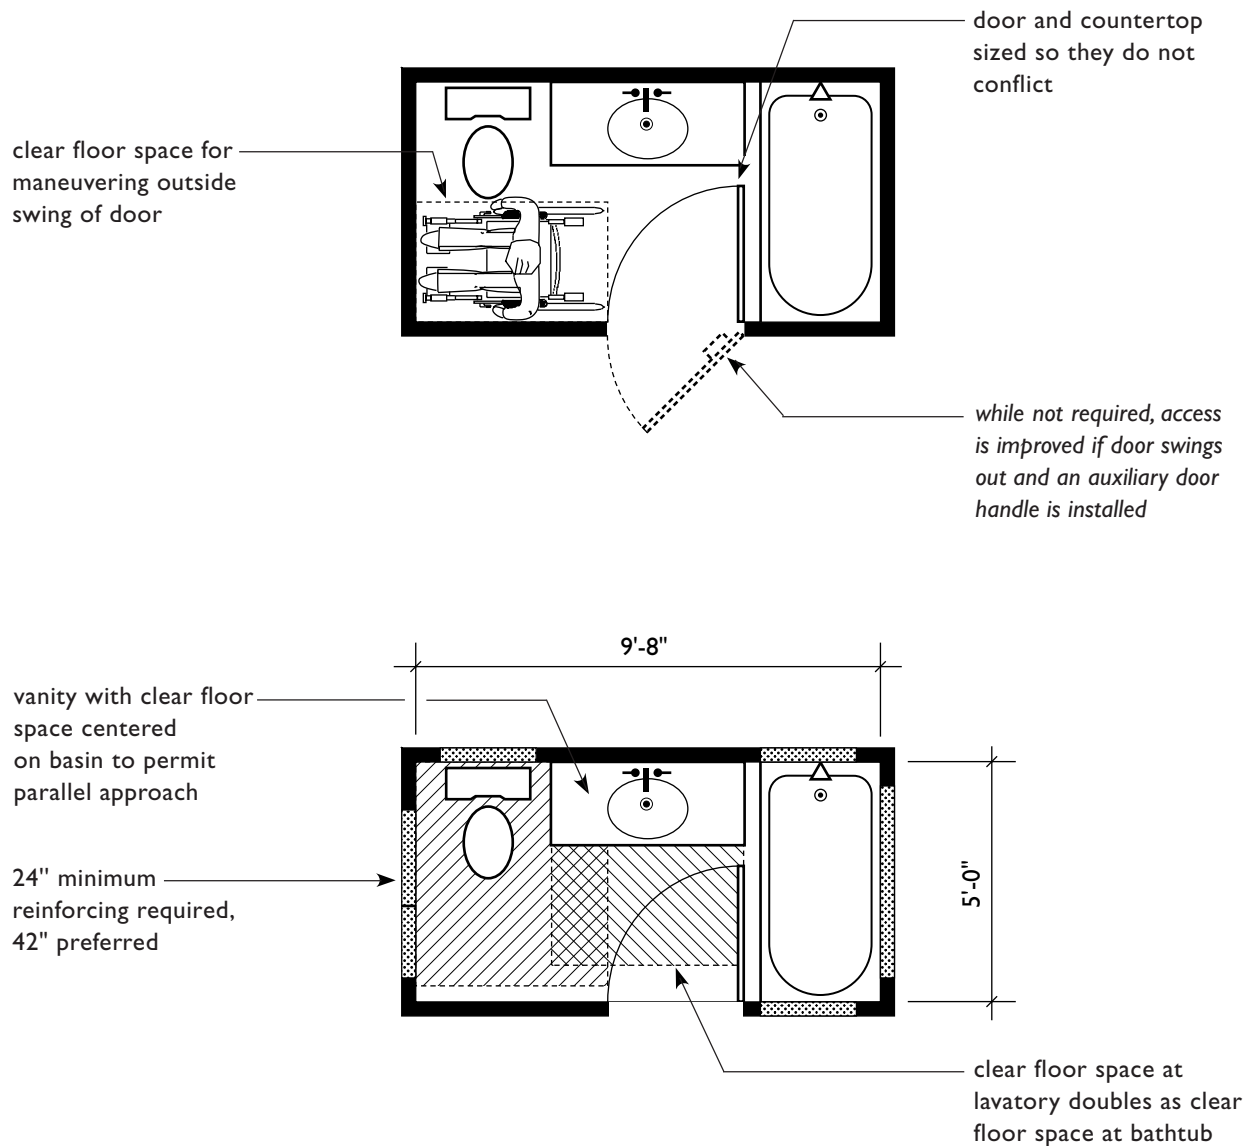 door and countertop
sized so they do not
conflict
clear floor space for
maneuvering outside
swing of door
while not required, access
is improved if door swings
out and an auxiliary door
handle is installed
9'-8"
vanity with clear floor
space centered
on basin to permit
parallel approach
24" minimum
reinforcing required,
42" preferred
5'-0"
clear floor space at
lavatory doubles as clear
floor space at bathtub